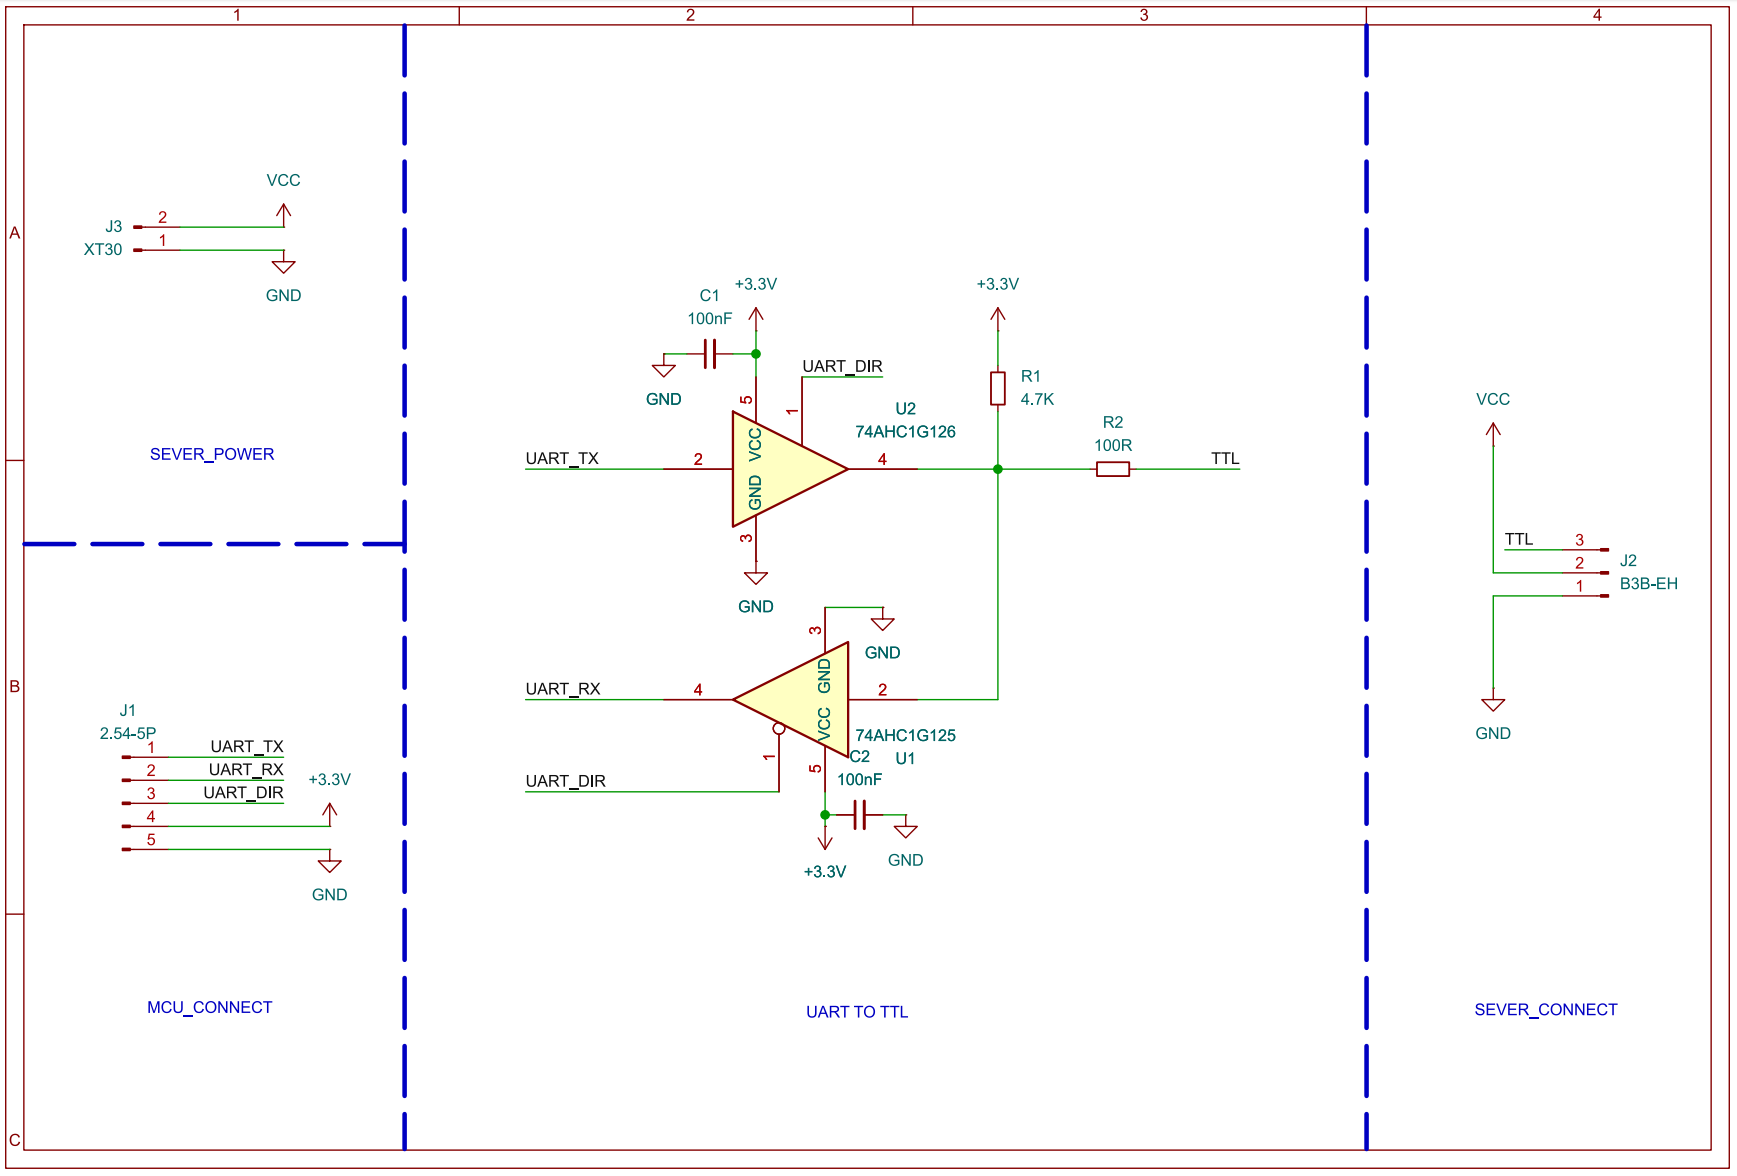 1 2 3 4
A
B
C
VCC
J3
XT30
2
1
GND
SEVER_POWER
J1
2.54-5P
1 UART_TX
2 UART_RX
3 UART_DIR
4
5
+3.3V
GND
MCU_CONNECT
+3.3V
C1
100nF
GND
UART_DIR
5
1
U2
74AHC1G126
VCC
GND
UART_TX
2
4
3
GND
+3.3V
R1
4.7K
R2
100R
TTL
GND
3
GND
VCC
UART_RX
4
2
74AHC1G125
U1
C2
100nF
1
5
UART_DIR
+3.3V
GND
UART TO TTL
VCC
TTL
3
2
1
J2
B3B-EH
GND
SEVER_CONNECT